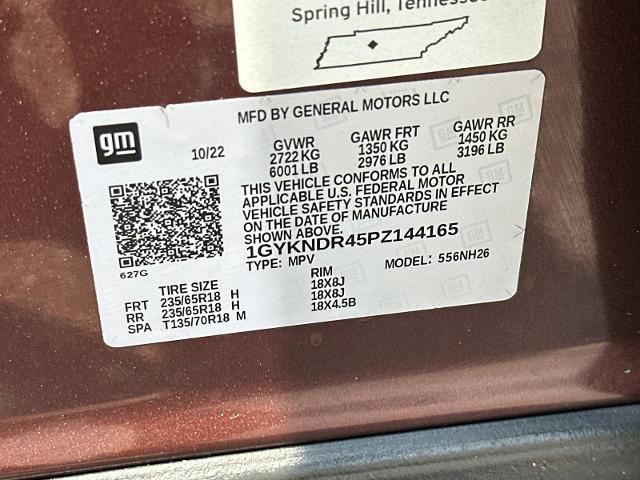 Spring Hill, Tennessee
MFD BY GENERAL MOTORS LLC
gm
10/22
GVWR
2722 KG
6001 LB
GAWR FRT
1350 KG
2976 LB
GAWR RR
1450 KG
3196 LB
THIS VEHICLE CONFORMS TO ALL
APPLICABLE U.S. FEDERAL MOTOR
VEHICLE SAFETY STANDARDS IN EFFECT
ON THE DATE OF MANUFACTURE
SHOWN ABOVE.
1GYKNDR45PZ144165
TYPE: MPV
MODEL: 556NH26
627G
TIRE SIZE RIM
FRT 235/65R18 H 18X8J
RR 235/65R18 H 18X8J
SPA T135/70R18 M 18X4.5B